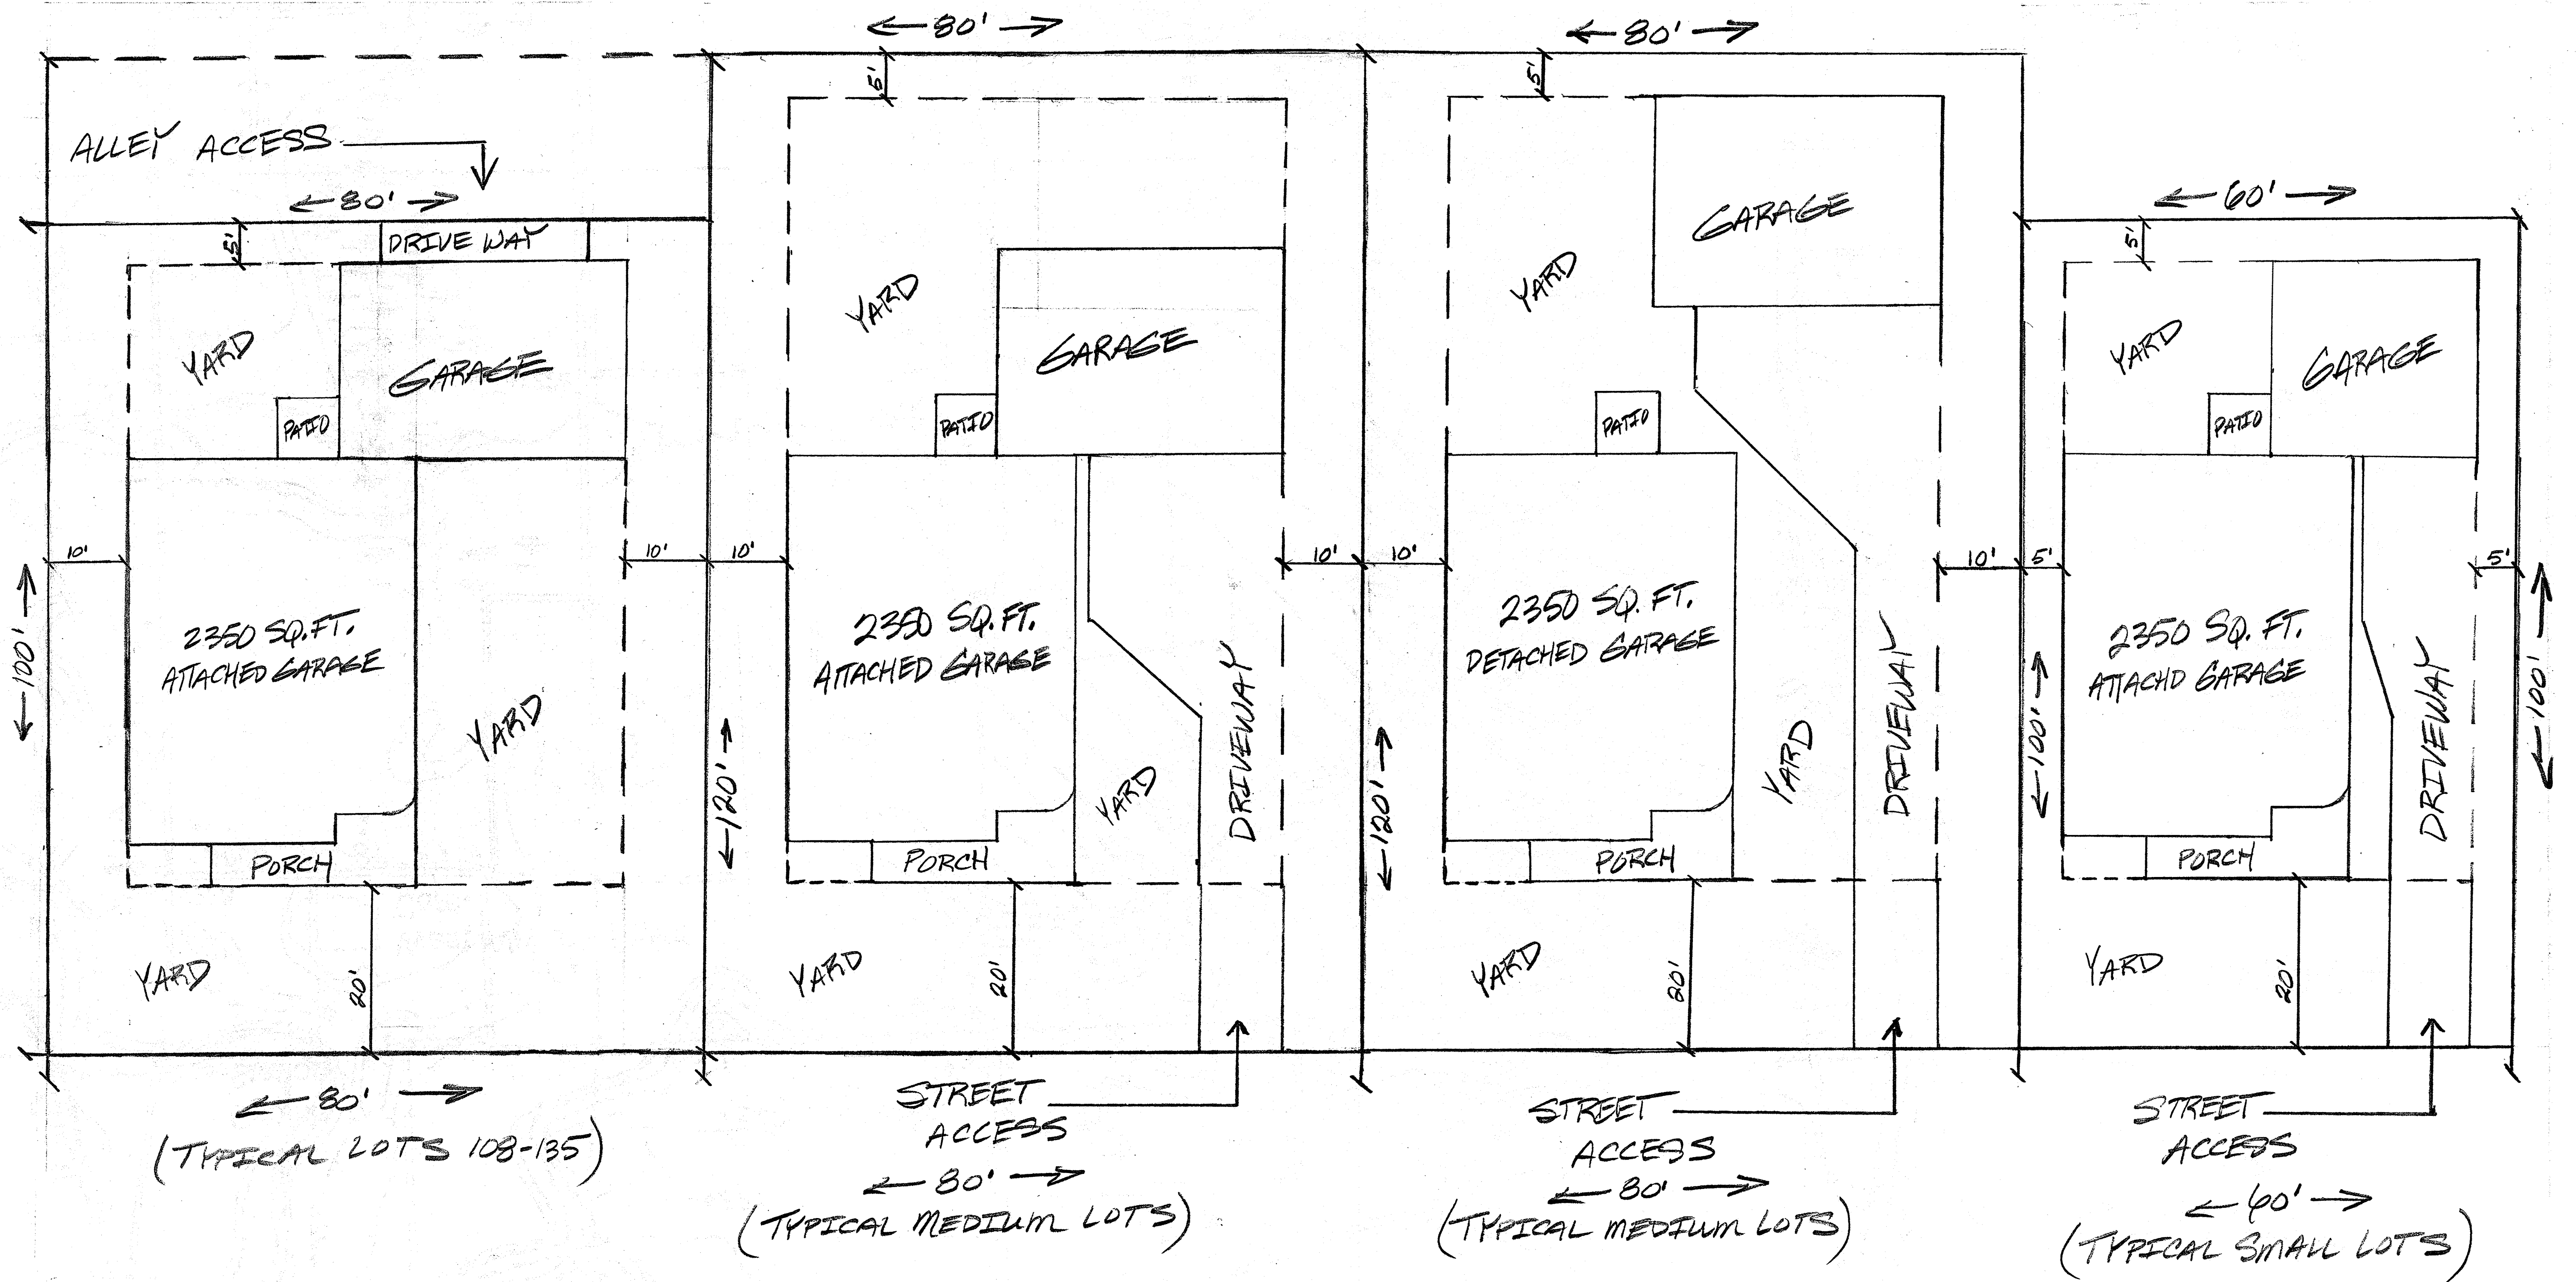 80'
5'
ALLEY ACCESS
80'
5'
DRIVE WAY
YARD
GARAGE
PATIO
10'
10'
100'
2350 SQ.FT.
ATTACHED GARAGE
YARD
PORCH
YARD
20'
80'
(TYPICAL LOTS 108-135)
YARD
GARAGE
PATIO
10'
10'
120'
2350 SQ. FT.
ATTACHED GARAGE
YARD
DRIVEWAY
PORCH
YARD
20'
STREET
ACCESS
80'
(TYPICAL MEDIUM LOTS)
80'
5'
GARAGE
YARD
PATIO
10'
10'
120'
2350 SQ. FT.
DETACHED GARAGE
YARD
DRIVEWAY
PORCH
YARD
20'
STREET
ACCESS
80'
(TYPICAL MEDIUM LOTS)
60'
5'
YARD
GARAGE
PATIO
5'
5'
100'
100'
2350 SQ. FT.
ATTACHD GARAGE
DRIVEWAY
PORCH
YARD
20'
STREET
ACCESS
60'
(TYPICAL SMALL LOTS)